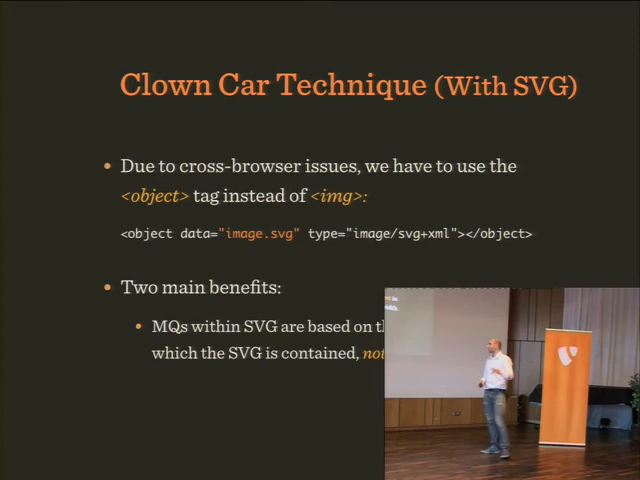 Clown Car Technique (With SVG)
• Due to cross-browser issues, we have to use the
<object> tag instead of <img>:
<object data="image.svg" type="image/svg+xml"></object>
• Two main benefits:
• MQs within SVG are based on
which the SVG is contained, not